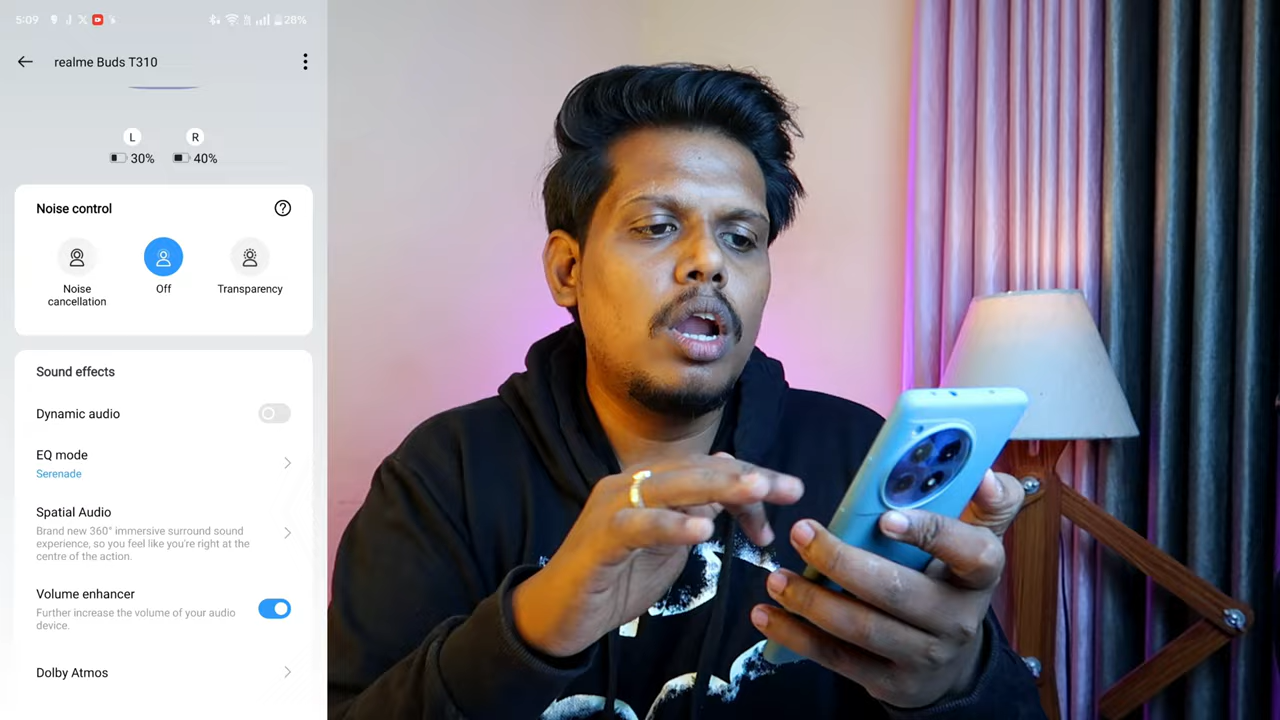 5:09
28%
realme Buds T310
L R
30% 40%
Noise control
Noise
cancellation
Off
Transparency
Sound effects
Dynamic audio
EQ mode
Serenade
Spatial Audio
Brand new 360° immersive surround sound
experience, so you feel like you're right at the
centre of the action.
Volume enhancer
Further increase the volume of your audio
device.
Dolby Atmos